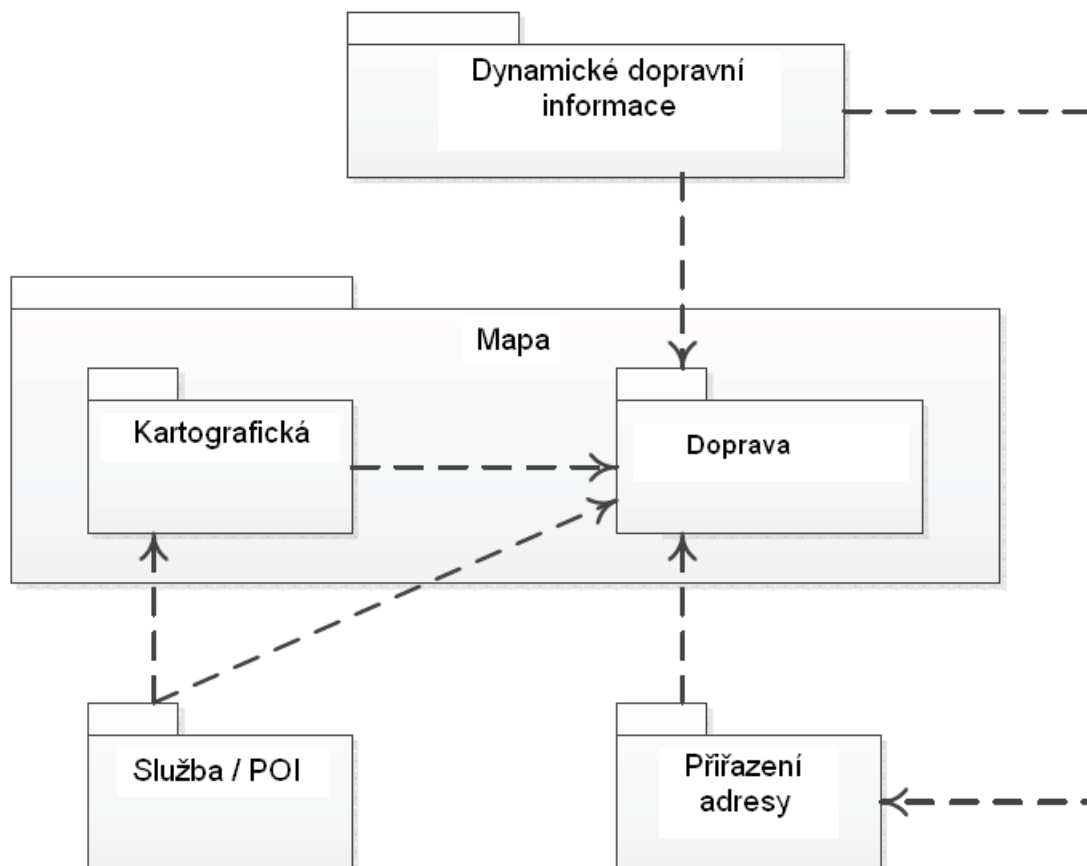 Dynamické dopravní
informace
Mapa
Kartografická
Doprava
Služba / POI
Přiřazení
adresy